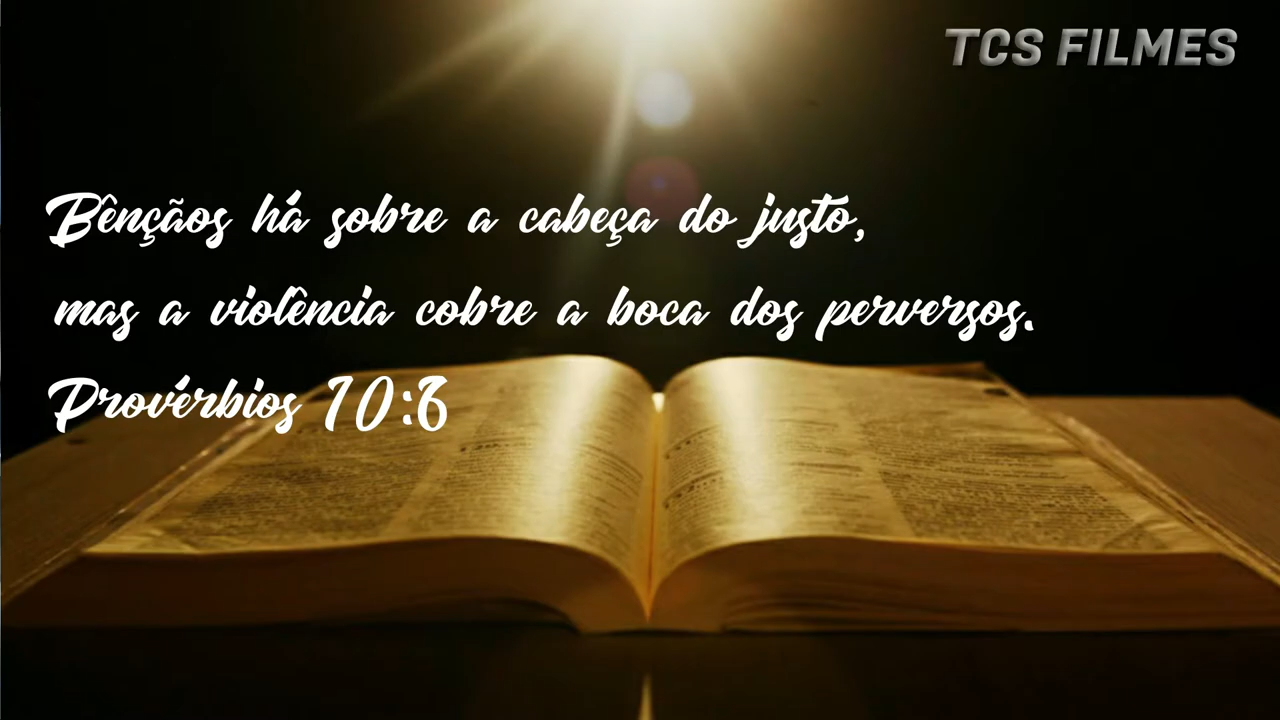 TCS FILMES
Bênçãos há sobre a cabeça do justo,
mas a violência cobre a boca dos perversos.
Provérbios 10:6